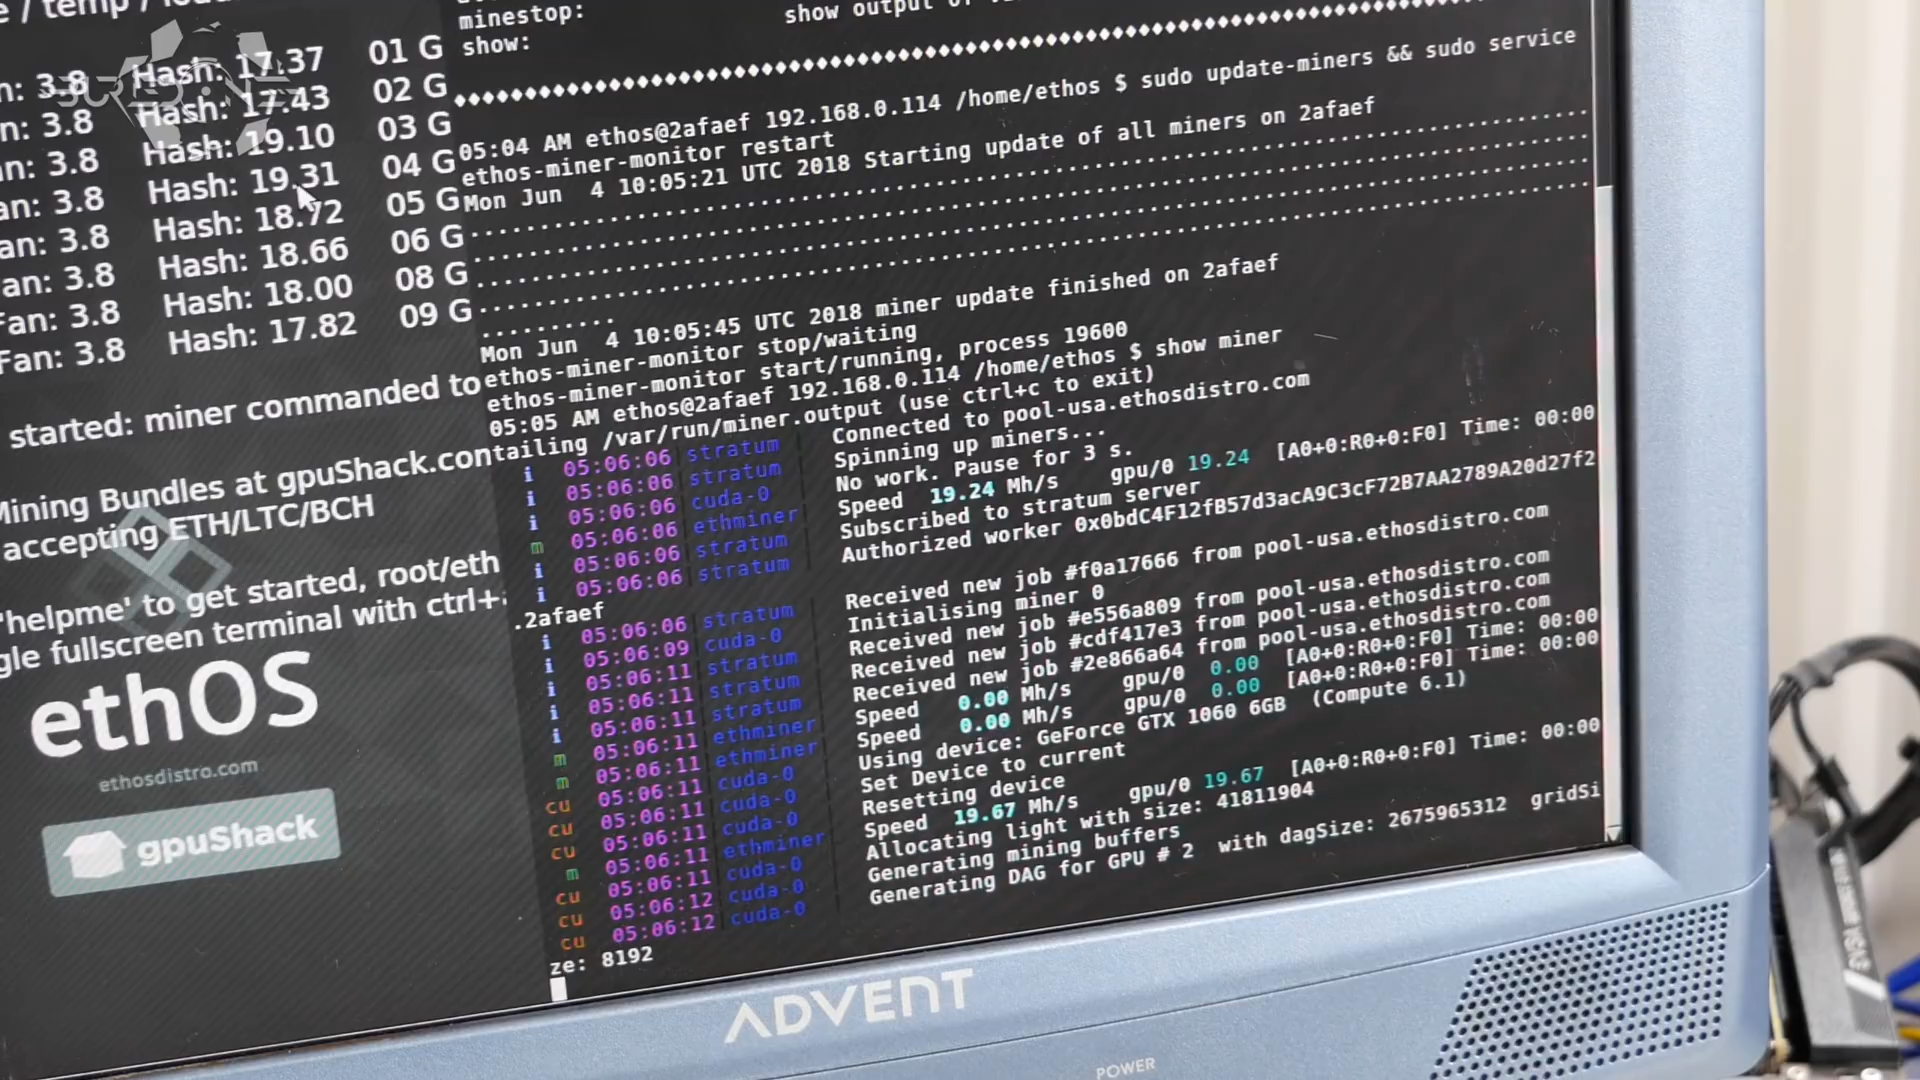 e / temp /
n: 3.8 Hash: 17.37 01 G
n: 3.8 Hash: 17.43 02 G
n: 3.8 Hash: 19.10 03 G
an: 3.8 Hash: 19.31 04 G
an: 3.8 Hash: 18.72 05 G
an: 3.8 Hash: 18.66 06 G
Fan: 3.8 Hash: 18.00 08 G
Fan: 3.8 Hash: 17.82 09 G
started: miner commanded to
Mining Bundles at gpuShack.com
accepting ETH/LTC/BCH
'helpme' to get started, root/eth
gle fullscreen terminal with ctrl+
ethOS
ethosdistro.com
gpuShack
minestop: show output of
show:
05:04 AM ethos@2afaef 192.168.0.114 /home/ethos $ sudo update-miners && sudo service
ethos-miner-monitor restart
Mon Jun 4 10:05:21 UTC 2018 Starting update of all miners on 2afaef
Mon Jun 4 10:05:45 UTC 2018 miner update finished on 2afaef
ethos-miner-monitor stop/waiting
ethos-miner-monitor start/running, process 19600
05:05 AM ethos@2afaef 192.168.0.114 /home/ethos $ show miner
tailing /var/run/miner.output (use ctrl+c to exit)
i 05:06:06 stratum Connected to pool-usa.ethosdistro.com
i 05:06:06 stratum Spinning up miners...
i 05:06:06 cuda-0 No work. Pause for 3 s.
m 05:06:06 ethminer Speed 19.24 Mh/s gpu/0 19.24 [A0+0:R0+0:F0] Time: 00:00
i 05:06:06 stratum Subscribed to stratum server
i 05:06:06 stratum Authorized worker 0x0bdC4F12fB57d3acA9C3cF72B7AA2789A20d27f2
.2afaef
i 05:06:06 stratum Received new job #f0a17666 from pool-usa.ethosdistro.com
i 05:06:09 cuda-0 Initialising miner 0
i 05:06:11 stratum Received new job #e556a809 from pool-usa.ethosdistro.com
i 05:06:11 stratum Received new job #cdf417e3 from pool-usa.ethosdistro.com
i 05:06:11 stratum Received new job #2e866a64 from pool-usa.ethosdistro.com
m 05:06:11 ethminer Speed 0.00 Mh/s gpu/0 0.00 [A0+0:R0+0:F0] Time: 00:00
m 05:06:11 ethminer Speed 0.00 Mh/s gpu/0 0.00 [A0+0:R0+0:F0] Time: 00:00
cu 05:06:11 cuda-0 Using device: GeForce GTX 1060 6GB (Compute 6.1)
cu 05:06:11 cuda-0 Set Device to current
cu 05:06:11 cuda-0 Resetting device
m 05:06:11 ethminer Speed 19.67 Mh/s gpu/0 19.67 [A0+0:R0+0:F0] Time: 00:00
cu 05:06:11 cuda-0 Allocating light with size: 41811904
cu 05:06:12 cuda-0 Generating mining buffers
cu 05:06:12 cuda-0 Generating DAG for GPU # 2 with dagSize: 2675965312 gridSi
ze: 8192
ADVENT
POWER